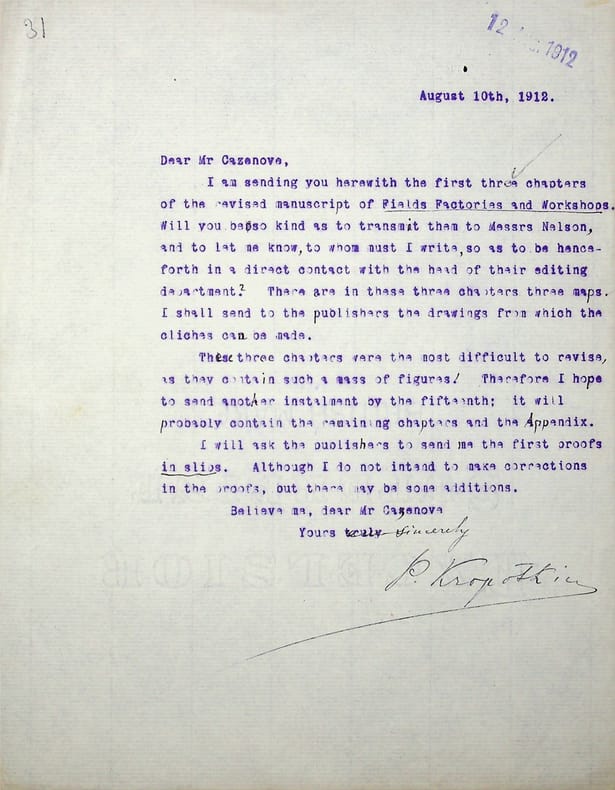 31
12 1912
August 10th, 1912.
Dear Mr Cazenove,
I am sending you herewith the first three chapters
of the revised manuscript of Fields Factories and Workshops.
Will you be so kind as to transmit them to Messrs Nelson,
and to let me know, to whom must I write, so as to be hence-
forth in a direct contact with the head of their editing
department? There are in these three chapters three maps.
I shall send to the publishers the drawings from which the
cliches can be made.
These three chapters were the most difficult to revise,
as they contain such a mass of figures! Therefore I hope
to send another instalment by the fifteenth; it will
probably contain the remaining chapters and the Appendix.
I will ask the publishers to send me the first proofs
in slips. Although I do not intend to make corrections
in the proofs, but there may be some additions.
Believe me, dear Mr Cazenove
Yours truly sincerely
P. Kropotkin